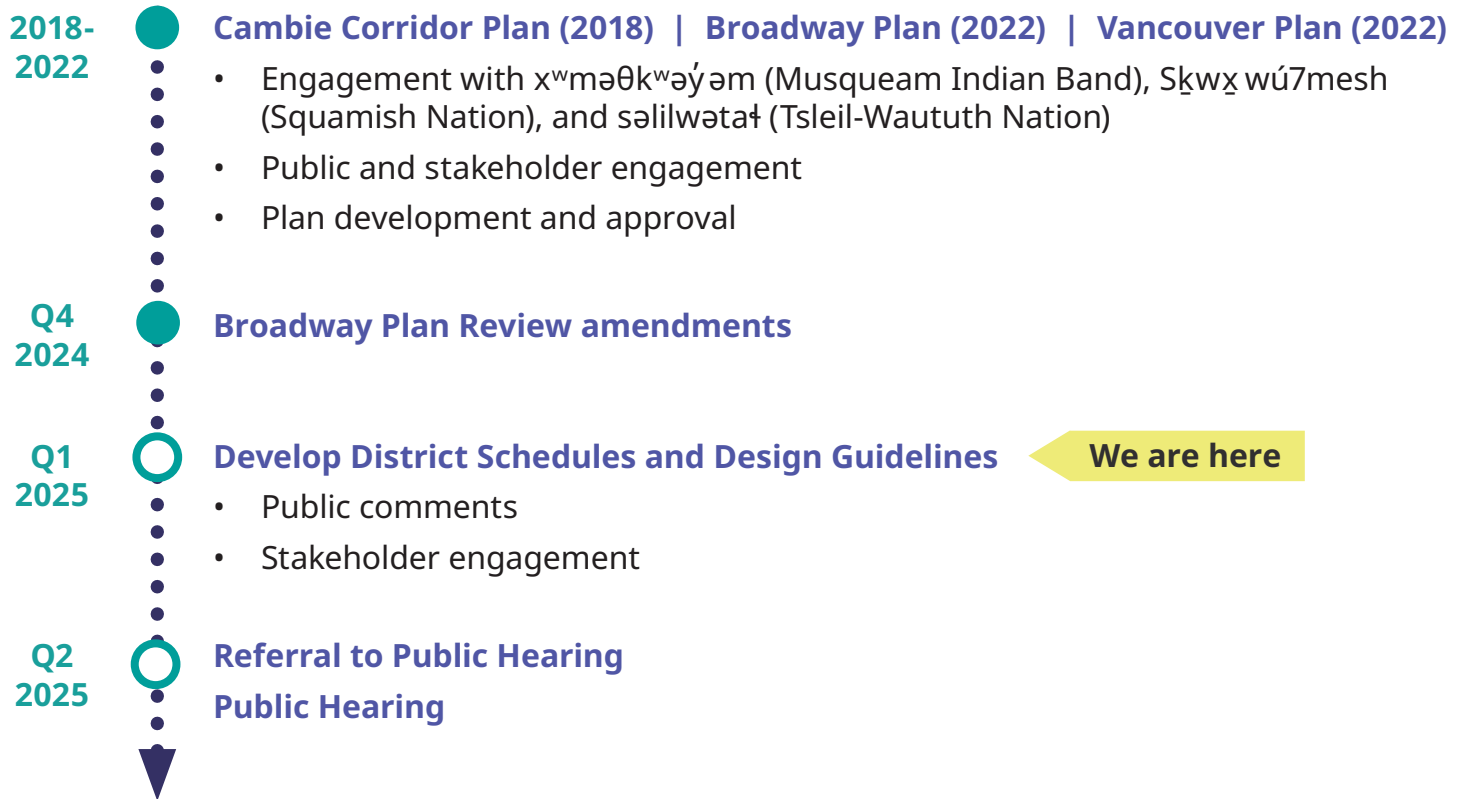 2018-
2022
Cambie Corridor Plan (2018) | Broadway Plan (2022) | Vancouver Plan (2022)
• Engagement with xʷməθkʷəy̓əm (Musqueam Indian Band), Sḵwx̱wú7mesh
(Squamish Nation), and səlilwətaɬ (Tsleil-Waututh Nation)
• Public and stakeholder engagement
• Plan development and approval
Q4
2024
Broadway Plan Review amendments
Q1
2025
Develop District Schedules and Design Guidelines
We are here
• Public comments
• Stakeholder engagement
Q2
2025
Referral to Public Hearing
Public Hearing